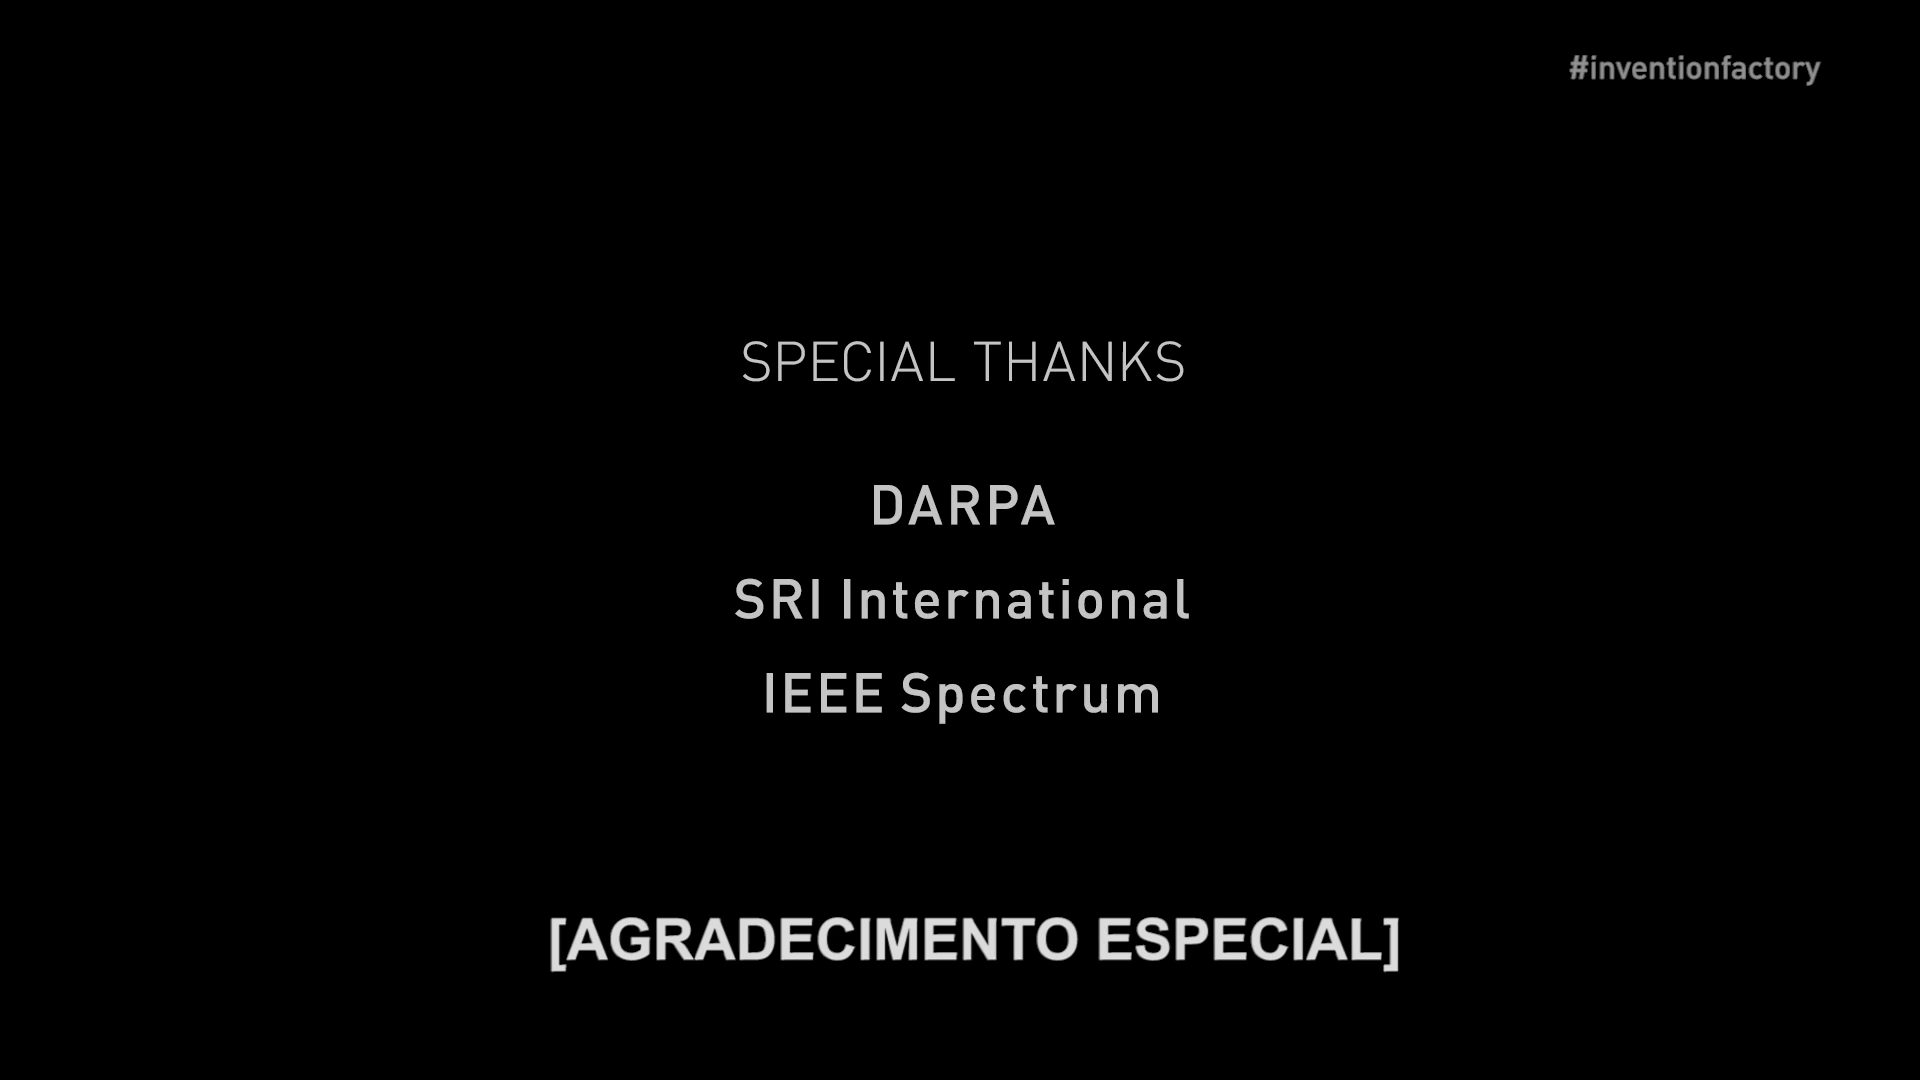 #inventionfactory
SPECIAL THANKS
DARPA
SRI International
IEEE Spectrum
[AGRADECIMENTO ESPECIAL]